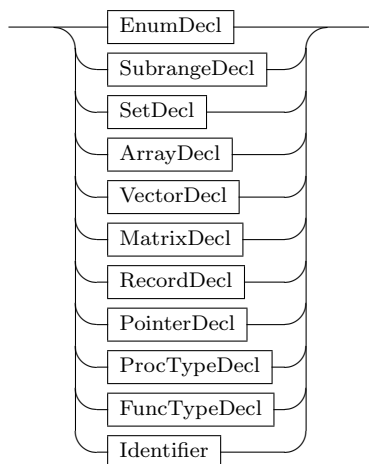 EnumDecl
SubrangeDecl
SetDecl
ArrayDecl
VectorDecl
MatrixDecl
RecordDecl
PointerDecl
ProcTypeDecl
FuncTypeDecl
Identifier